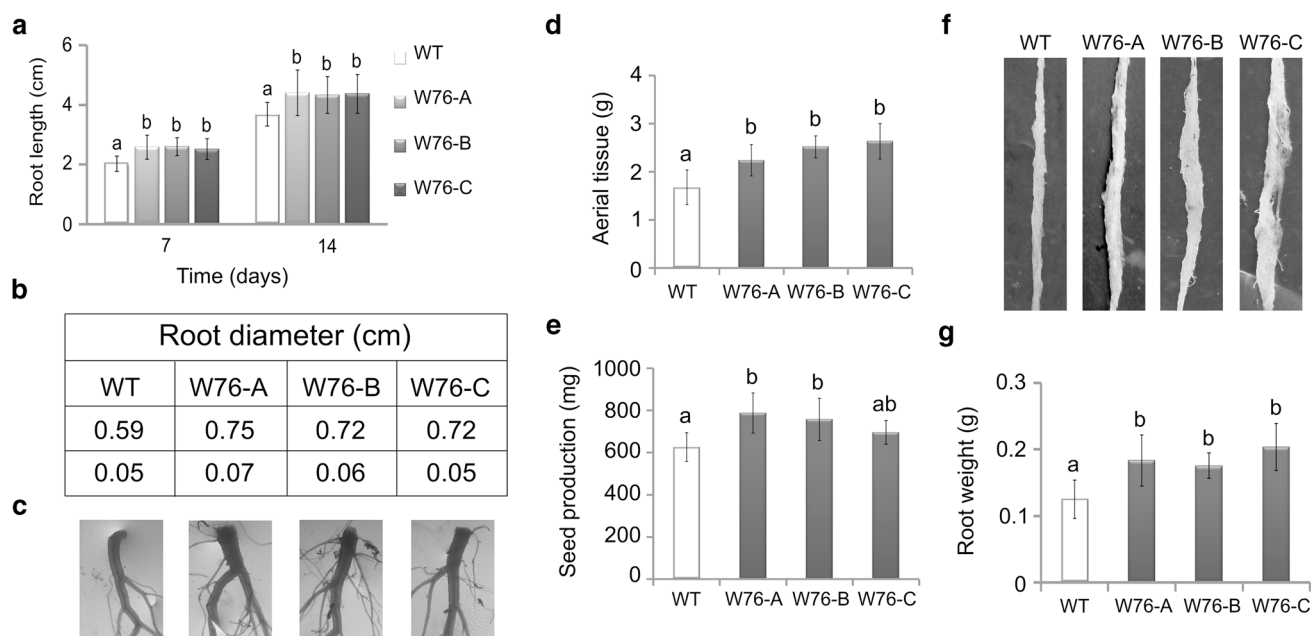 a
6
4
2
0
Root length (cm)
a b b b
a b b b
7 14
Time (days)
WT
W76-A
W76-B
W76-C
b
Root diameter (cm)
WT W76-A W76-B W76-C
0.59 0.75 0.72 0.72
0.05 0.07 0.06 0.05
c
d
4
3
2
1
0
Aerial tissue (g)
a b b b
WT W76-A W76-B W76-C
e
1000
800
600
400
200
0
Seed production (mg)
a b b ab
WT W76-A W76-B W76-C
f
WT W76-A W76-B W76-C
g
0.3
0.2
0.1
0
Root weight (g)
a b b b
WT W76-A W76-B W76-C